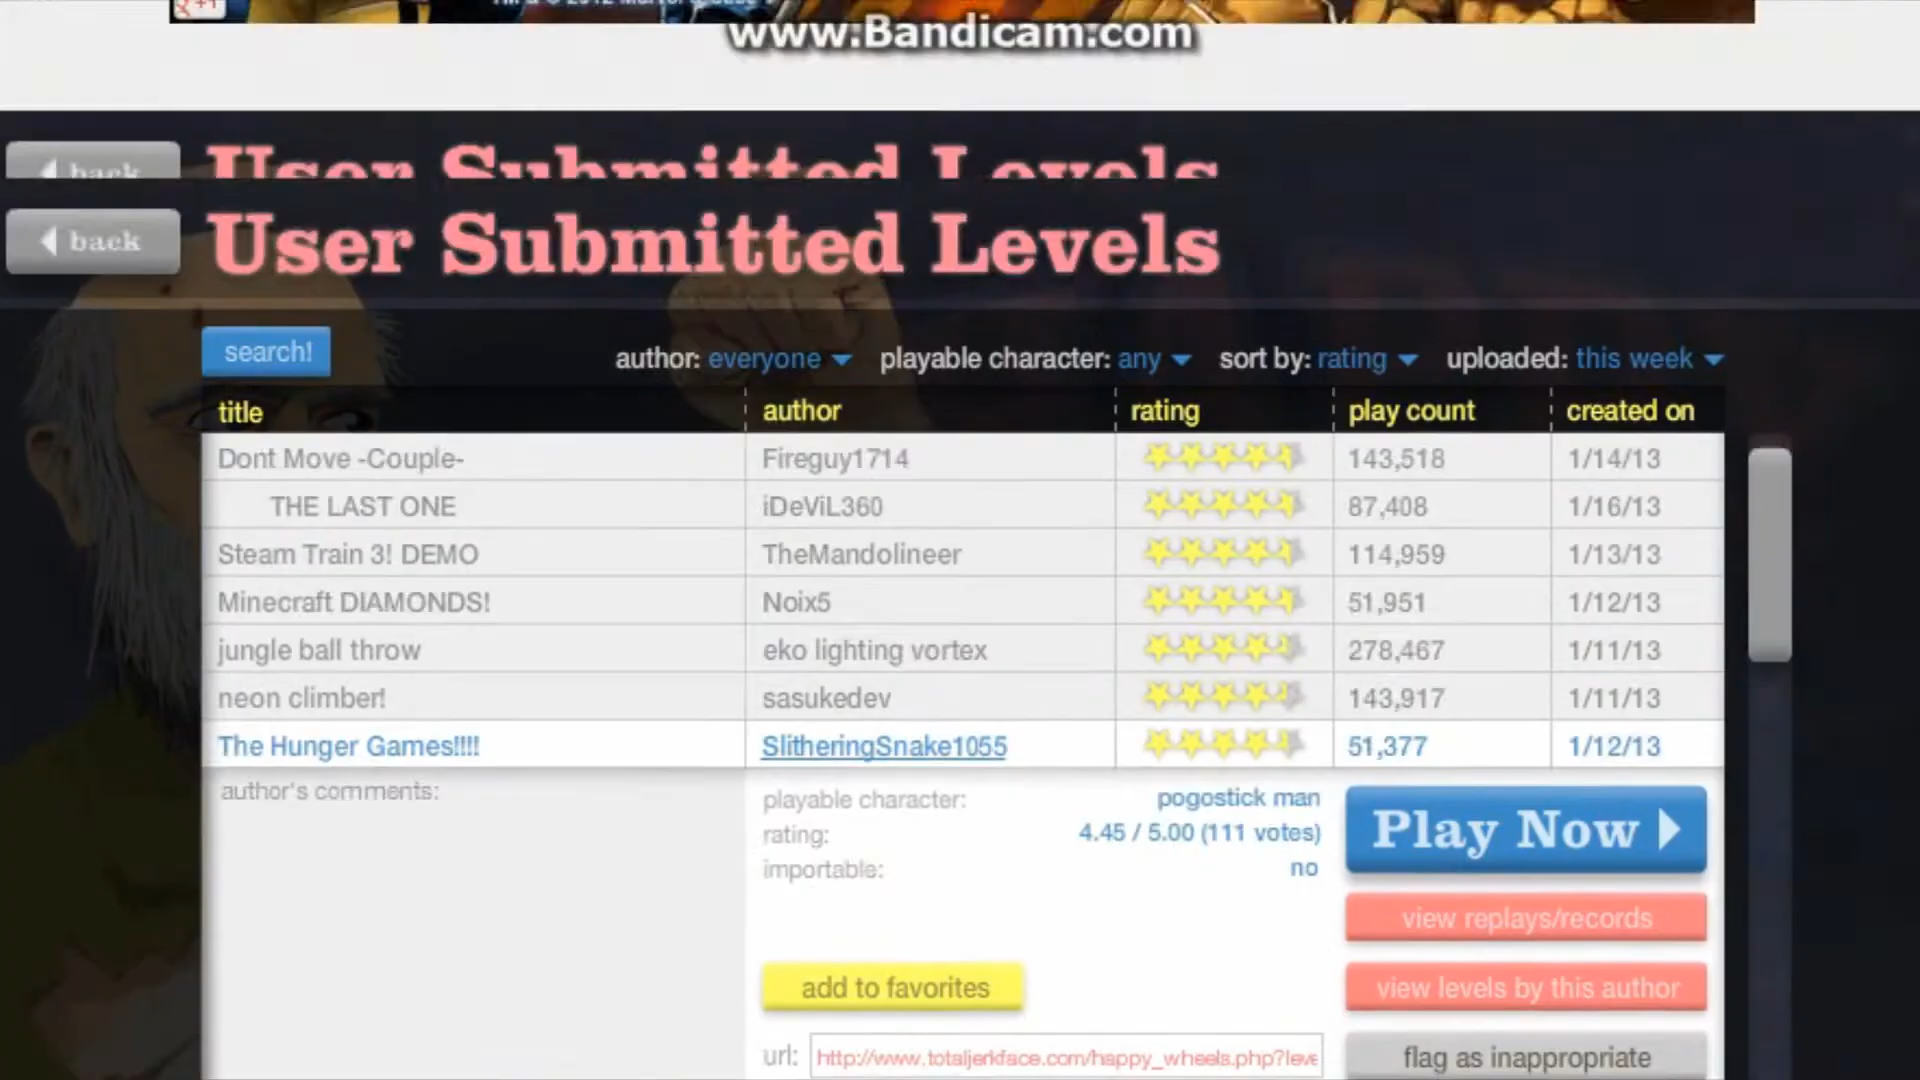 +1
www.Bandicam.com
back User Submitted Levels
back User Submitted Levels
search! author: everyone playable character: any sort by: rating uploaded: this week
title author rating play count created on
Dont Move -Couple- Fireguy1714 143,518 1/14/13
THE LAST ONE iDeViL360 87,408 1/16/13
Steam Train 3! DEMO TheMandolineer 114,959 1/13/13
Minecraft DIAMONDS! Noix5 51,951 1/12/13
jungle ball throw eko lighting vortex 278,467 1/11/13
neon climber! sasukedev 143,917 1/11/13
The Hunger Games!!!! SlitheringSnake1055 51,377 1/12/13
author's comments: playable character: pogostick man Play Now
rating: 4.45 / 5.00 (111 votes)
importable: no
view replays/records
add to favorites view levels by this author
url: http://www.totaljerkface.com/happy_wheels.php?leve flag as inappropriate